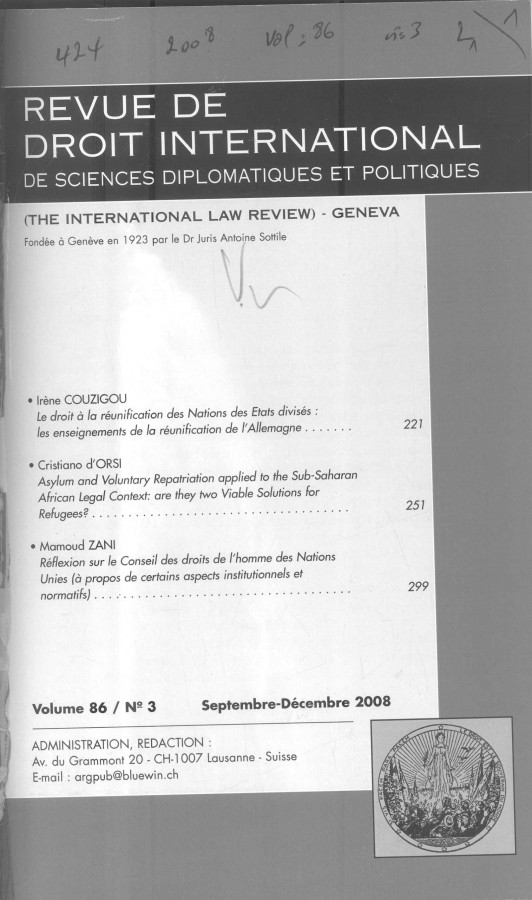 424 2008 Vol: 86 nº3
REVUE DE
DROIT INTERNATIONAL
DE SCIENCES DIPLOMATIQUES ET POLITIQUES
(THE INTERNATIONAL LAW REVIEW) - GENEVA
Fondée à Genève en 1923 par le Dr Juris Antoine Sottile
• Irène COUZIGOU
Le droit à la réunification des Nations des Etats divisés :
les enseignements de la réunification de l'Allemagne . . . . . . . 221
• Cristiano d'ORSI
Asylum and Voluntary Repatriation applied to the Sub-Saharan
African Legal Context: are they two Viable Solutions for
Refugees? . . . . . . . . . . . . . . . . . . . . . . . . . . . . . . . . . . . . 251
• Mamoud ZANI
Réflexion sur le Conseil des droits de l'homme des Nations
Unies (à propos de certains aspects institutionnels et
normatifs) . . . . . . . . . . . . . . . . . . . . . . . . . . . . . . . . . . . . 299
Volume 86 / Nº 3 Septembre-Décembre 2008
ADMINISTRATION, REDACTION :
Av. du Grammont 20 - CH-1007 Lausanne - Suisse
E-mail : argpub@bluewin.ch